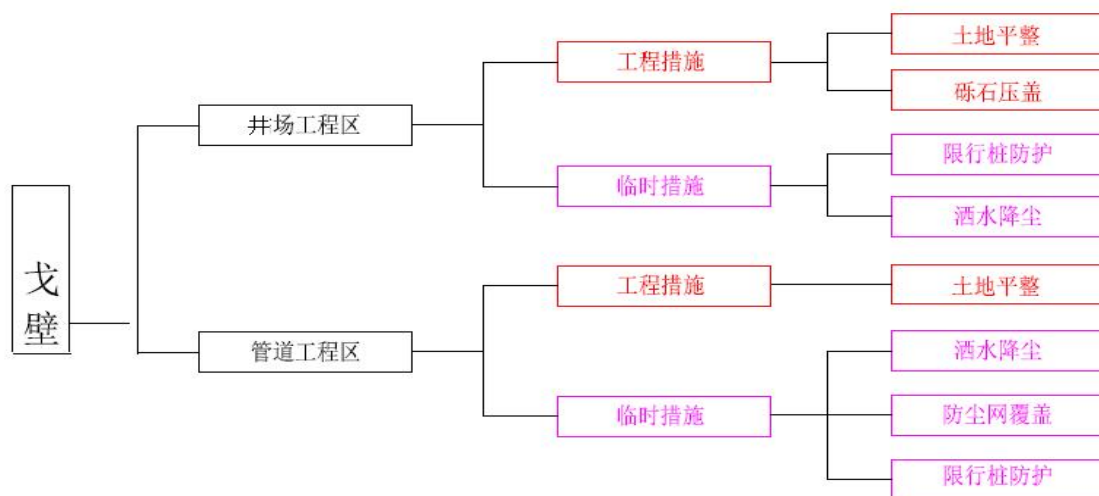 戈壁
井场工程区
工程措施
土地平整
砾石压盖
临时措施
限行桩防护
洒水降尘
管道工程区
工程措施
土地平整
临时措施
洒水降尘
防尘网覆盖
限行桩防护